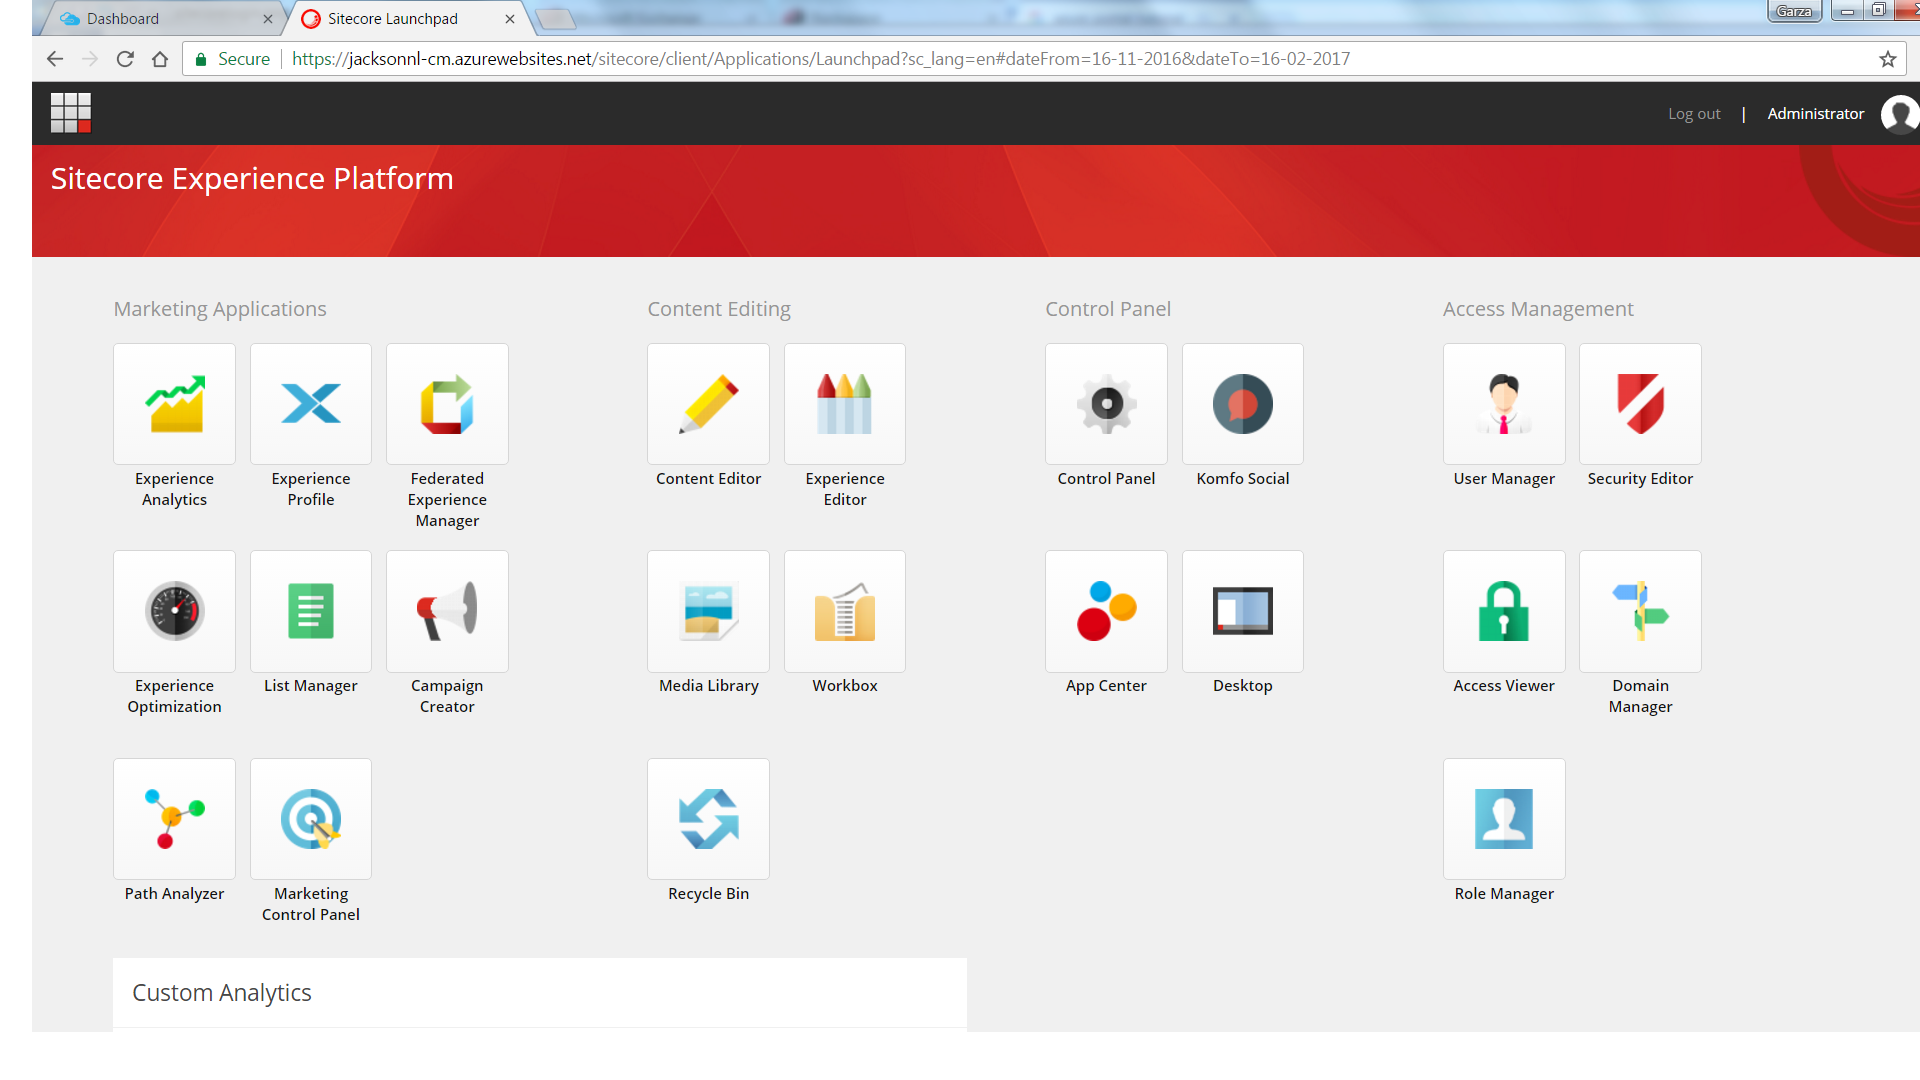 Dashboard
Sitecore Launchpad
Garza
Secure
https://jacksonnl-cm.azurewebsites.net/sitecore/client/Applications/Launchpad?sc_lang=en#dateFrom=16-11-2016&dateTo=16-02-2017
Log out | Administrator
Sitecore Experience Platform
Marketing Applications
Experience
Analytics
Experience
Profile
Federated
Experience
Manager
Experience
Optimization
List Manager
Campaign
Creator
Path Analyzer
Marketing
Control Panel
Content Editing
Content Editor
Experience
Editor
Media Library
Workbox
Recycle Bin
Control Panel
Control Panel
Komfo Social
App Center
Desktop
Access Management
User Manager
Security Editor
Access Viewer
Domain
Manager
Role Manager
Custom Analytics